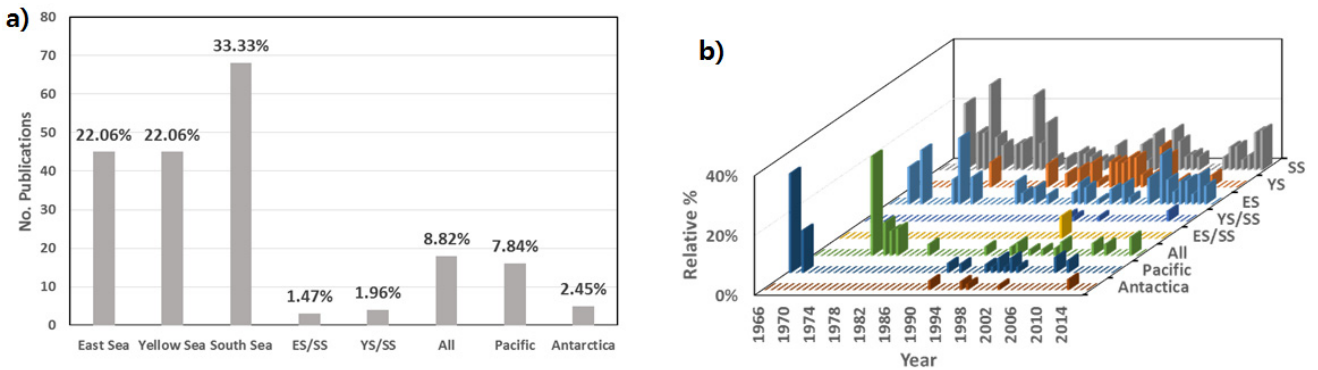 a)
No. Publications
80
70
60
50
40
30
20
10
0
22.06%
22.06%
33.33%
1.47%
1.96%
8.82%
7.84%
2.45%
East Sea
Yellow Sea
South Sea
ES/SS
YS/SS
All
Pacific
Antarctica
b)
Relative %
40%
20%
0%
1966
1970
1974
1978
1982
1986
1990
1994
1998
2002
2006
2010
2014
Year
SS
YS
ES
YS/SS
ES/SS
All
Pacific
Antactica